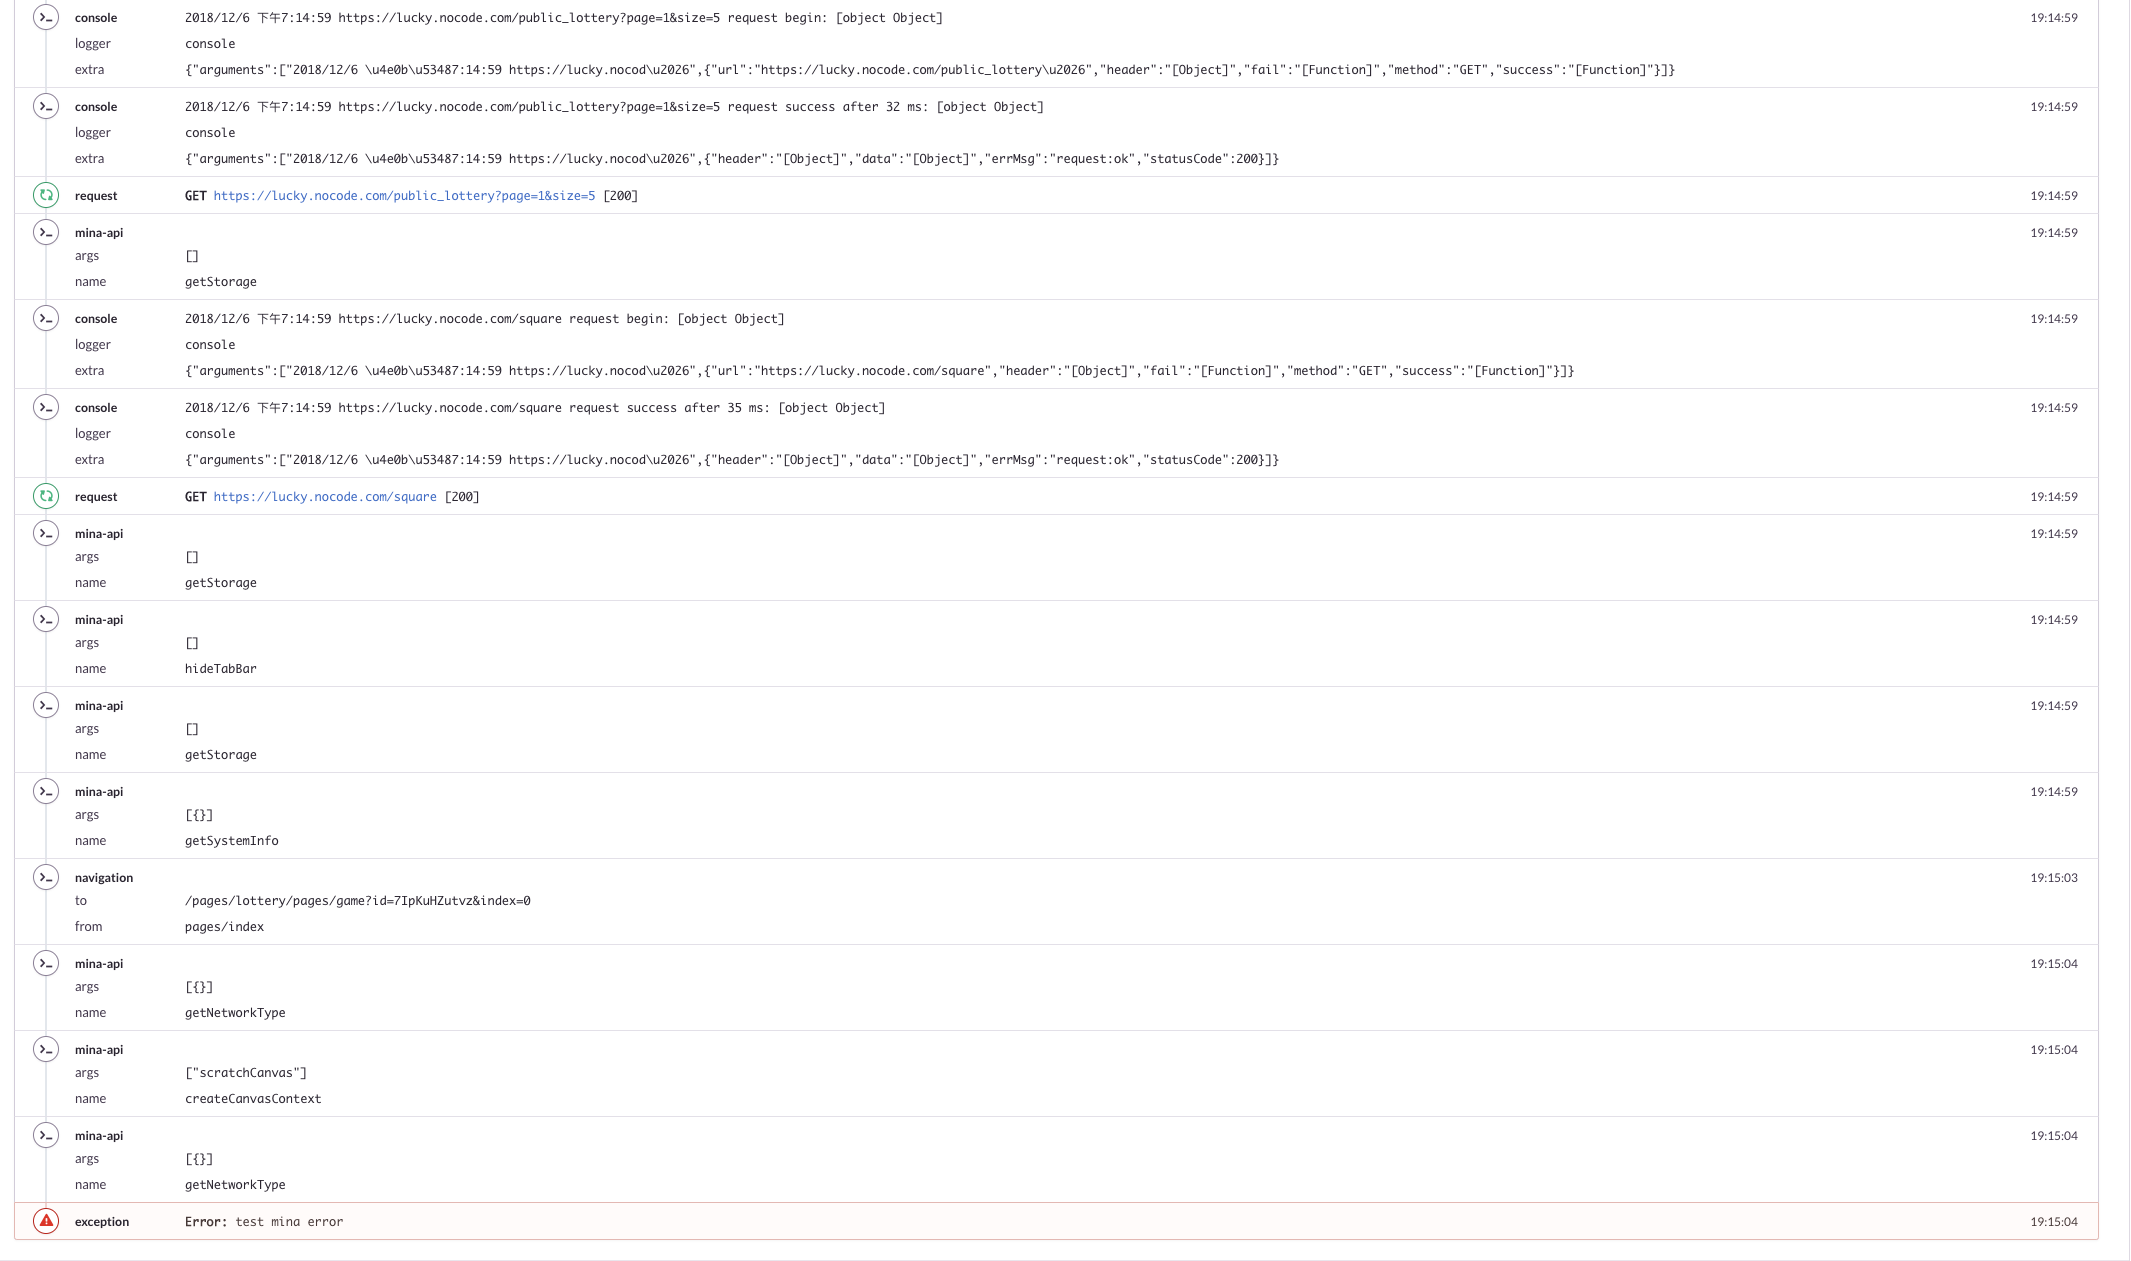 console 2018/12/6 下午7:14:59 https://lucky.nocode.com/public_lottery?page=1&size=5 request begin: [object Object] 19:14:59
logger console
extra {"arguments":["2018/12/6 \u4e0b\u53487:14:59 https://lucky.nocod\u2026",{"url":"https://lucky.nocode.com/public_lottery\u2026","header":"[Object]","fail":"[Function]","method":"GET","success":"[Function]"}]}
console 2018/12/6 下午7:14:59 https://lucky.nocode.com/public_lottery?page=1&size=5 request success after 32 ms: [object Object] 19:14:59
logger console
extra {"arguments":["2018/12/6 \u4e0b\u53487:14:59 https://lucky.nocod\u2026",{"header":"[Object]","data":"[Object]","errMsg":"request:ok","statusCode":200}]}
request GET https://lucky.nocode.com/public_lottery?page=1&size=5 [200] 19:14:59
mina-api 19:14:59
args []
name getStorage
console 2018/12/6 下午7:14:59 https://lucky.nocode.com/square request begin: [object Object] 19:14:59
logger console
extra {"arguments":["2018/12/6 \u4e0b\u53487:14:59 https://lucky.nocod\u2026",{"url":"https://lucky.nocode.com/square","header":"[Object]","fail":"[Function]","method":"GET","success":"[Function]"}]}
console 2018/12/6 下午7:14:59 https://lucky.nocode.com/square request success after 35 ms: [object Object] 19:14:59
logger console
extra {"arguments":["2018/12/6 \u4e0b\u53487:14:59 https://lucky.nocod\u2026",{"header":"[Object]","data":"[Object]","errMsg":"request:ok","statusCode":200}]}
request GET https://lucky.nocode.com/square [200] 19:14:59
mina-api 19:14:59
args []
name getStorage
mina-api 19:14:59
args []
name hideTabBar
mina-api 19:14:59
args []
name getStorage
mina-api 19:14:59
args [{}]
name getSystemInfo
navigation 19:15:03
to /pages/lottery/pages/game?id=7IpKuHZutvz&index=0
from pages/index
mina-api 19:15:04
args [{}]
name getNetworkType
mina-api 19:15:04
args ["scratchCanvas"]
name createCanvasContext
mina-api 19:15:04
args [{}]
name getNetworkType
exception Error: test mina error 19:15:04